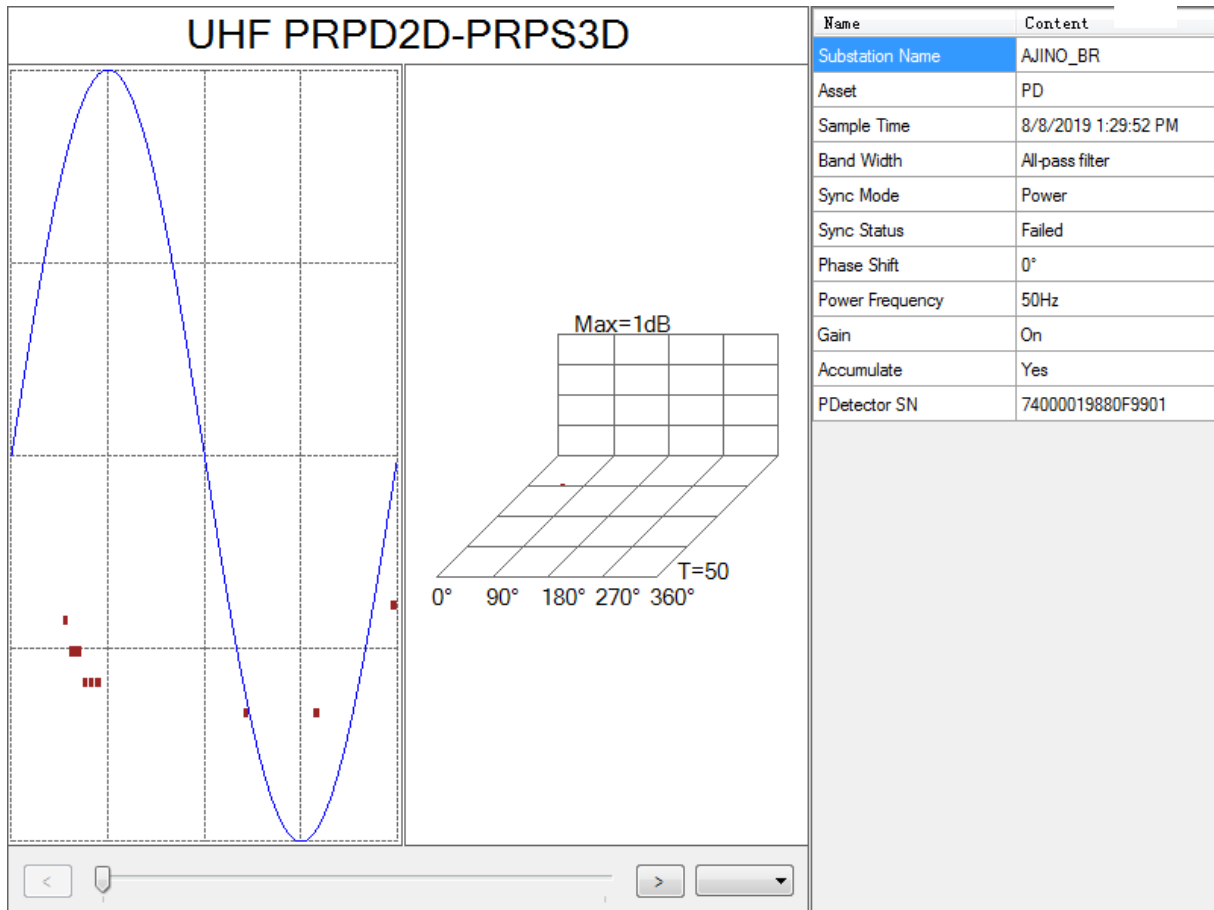 UHF PRPD2D-PRPS3D
Max=1dB
T=50
0° 90° 180° 270° 360°
<
>
Name Content
Substation Name AJINO_BR
Asset PD
Sample Time 8/8/2019 1:29:52 PM
Band Width All-pass filter
Sync Mode Power
Sync Status Failed
Phase Shift 0°
Power Frequency 50Hz
Gain On
Accumulate Yes
PDetector SN 74000019880F9901